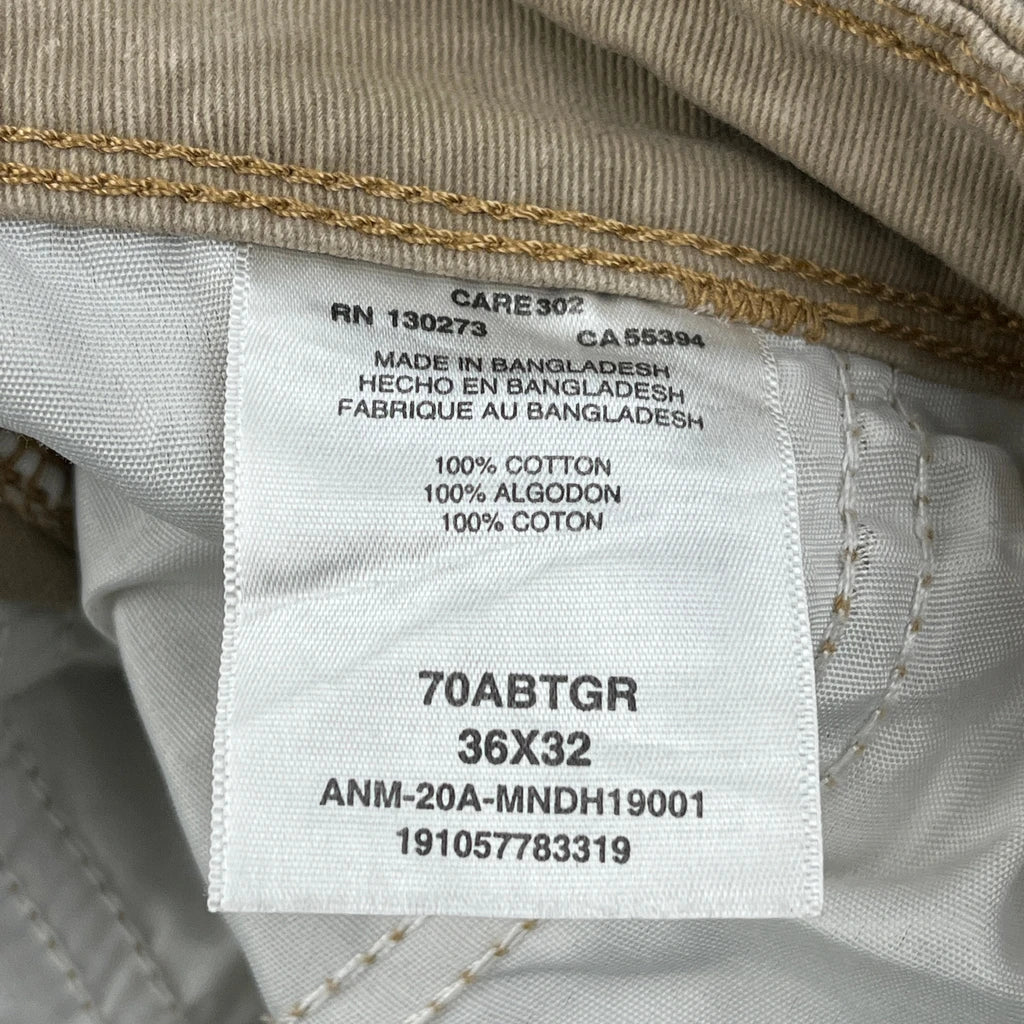 CARE 302
RN 130273 CA 55394
MADE IN BANGLADESH
HECHO EN BANGLADESH
FABRIQUE AU BANGLADESH
100% COTTON
100% ALGODON
100% COTON
70ABTGR
36X32
ANM-20A-MNDH19001
191057783319